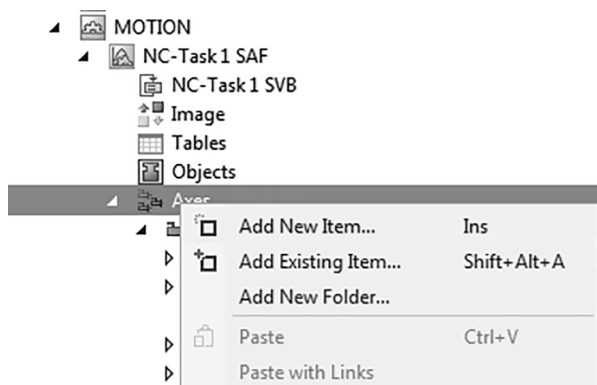 MOTION
NC-Task 1 SAF
NC-Task 1 SVB
Image
Tables
Objects
Axes
Add New Item... Ins
Add Existing Item... Shift+Alt+A
Add New Folder...
Paste Ctrl+V
Paste with Links